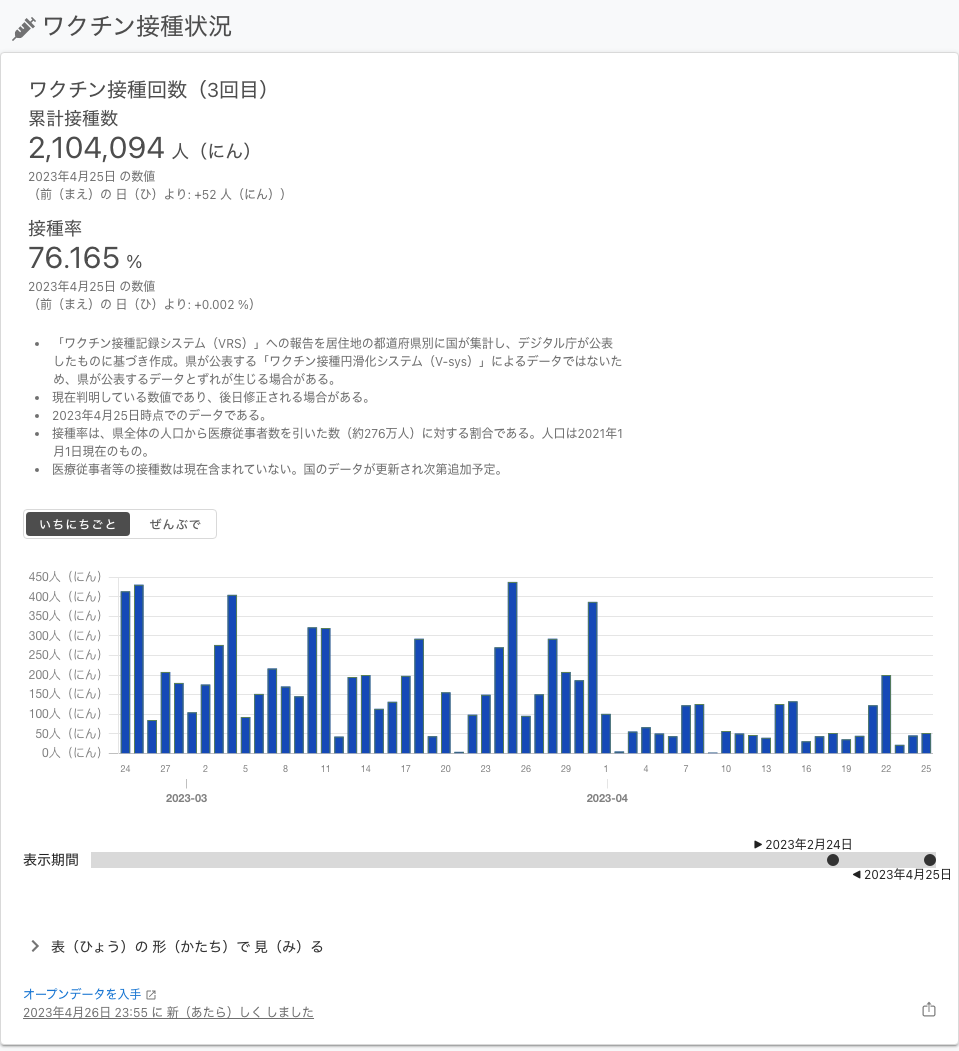 ワクチン接種状況
ワクチン接種回数（3回目）
累計接種数
2,104,094 人（にん）
2023年4月25日 の数値
（前（まえ）の 日（ひ）より: +52 人（にん））
接種率
76.165 %
2023年4月25日 の数値
（前（まえ）の 日（ひ）より: +0.002 %）
• 「ワクチン接種記録システム（VRS）」への報告を居住地の都道府県別に国が集計し、デジタル庁が公表
したものに基づき作成。県が公表する「ワクチン接種円滑化システム（V-sys）」によるデータではないた
め、県が公表するデータとずれが生じる場合がある。
• 現在判明している数値であり、後日修正される場合がある。
• 2023年4月25日時点でのデータである。
• 接種率は、県全体の人口から医療従事者数を引いた数（約276万人）に対する割合である。人口は2021年1
月1日現在のもの。
• 医療従事者等の接種数は現在含まれていない。国のデータが更新され次第追加予定。
いちにちごと ぜんぶで
450人（にん）
400人（にん）
350人（にん）
300人（にん）
250人（にん）
200人（にん）
150人（にん）
100人（にん）
50人（にん）
0人（にん）
24 27 2 5 8 11 14 17 20 23 26 29 1 4 7 10 13 16 19 22 25
2023-03 2023-04
▶ 2023年2月24日
表示期間
◀ 2023年4月25日
表（ひょう）の 形（かたち）で 見（み）る
オープンデータを入手
2023年4月26日 23:55 に 新（あたら）しく しました